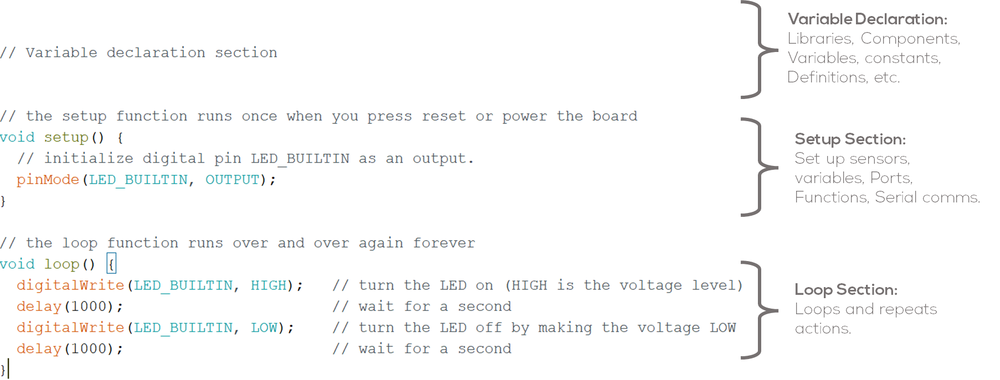 // Variable declaration section
// the setup function runs once when you press reset or power the board
void setup() {
  // initialize digital pin LED_BUILTIN as an output.
  pinMode(LED_BUILTIN, OUTPUT);
}
// the loop function runs over and over again forever
void loop() {
  digitalWrite(LED_BUILTIN, HIGH);   // turn the LED on (HIGH is the voltage level)
  delay(1000);                       // wait for a second
  digitalWrite(LED_BUILTIN, LOW);    // turn the LED off by making the voltage LOW
  delay(1000);                       // wait for a second
}
Variable Declaration:
Libraries, Components,
Variables, constants,
Definitions, etc.
Setup Section:
Set up sensors,
variables, Ports,
Functions, Serial comms.
Loop Section:
Loops and repeats
actions.